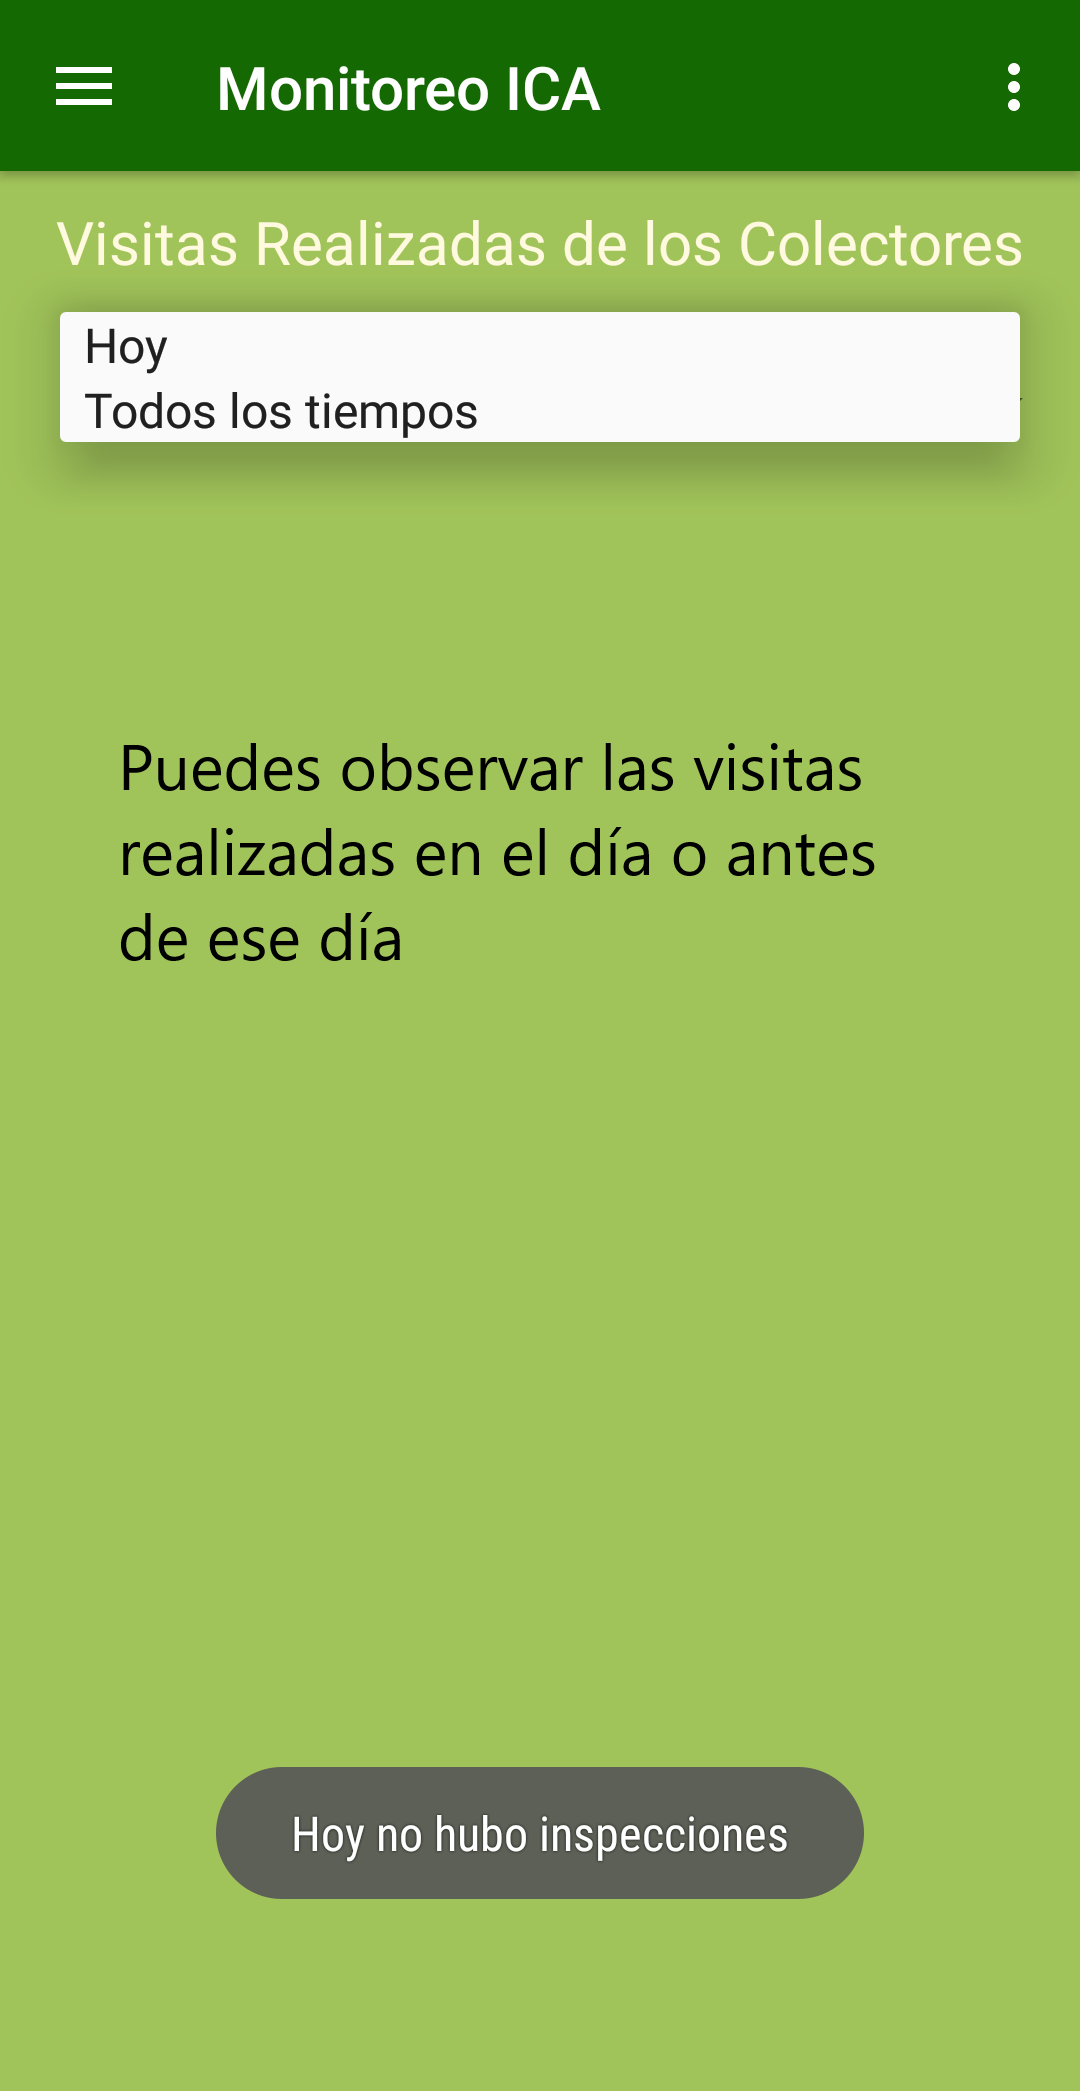 Monitoreo ICA
Visitas Realizadas de los Colectores
Hoy
Todos los tiempos
Puedes observar las visitas
realizadas en el día o antes
de ese día
Hoy no hubo inspecciones